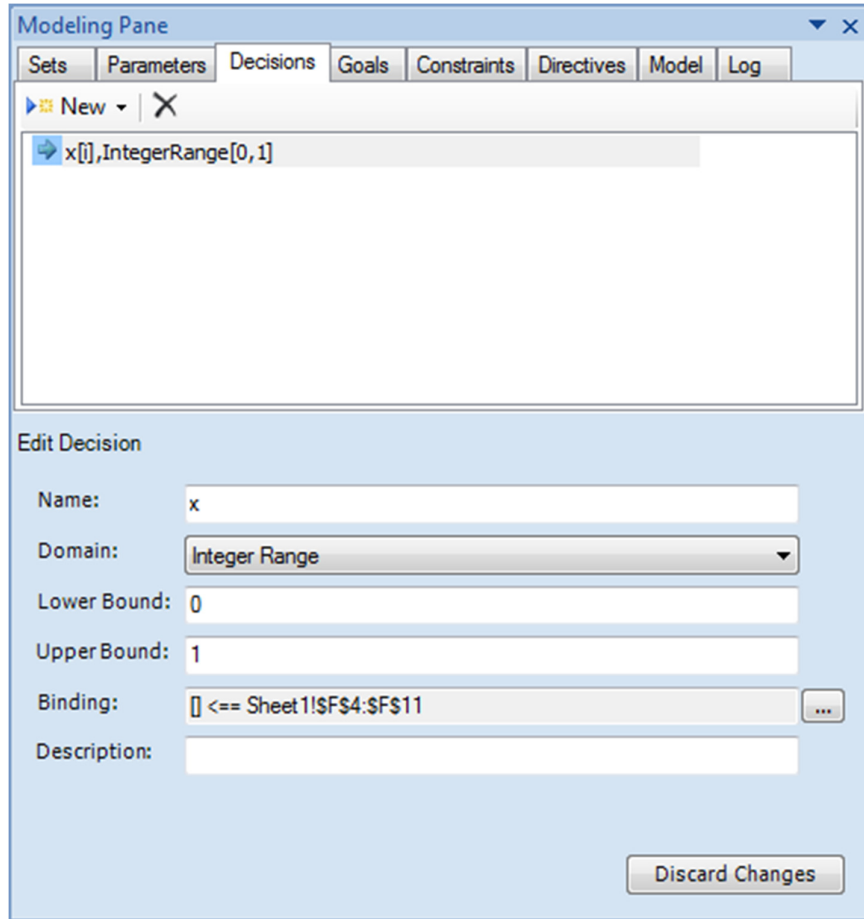 Modeling Pane
Sets Parameters Decisions Goals Constraints Directives Model Log
New
x[i],IntegerRange[0,1]
Edit Decision
Name: x
Domain: Integer Range
Lower Bound: 0
Upper Bound: 1
Binding: [] <== Sheet1!$F$4:$F$11 ...
Description:
Discard Changes